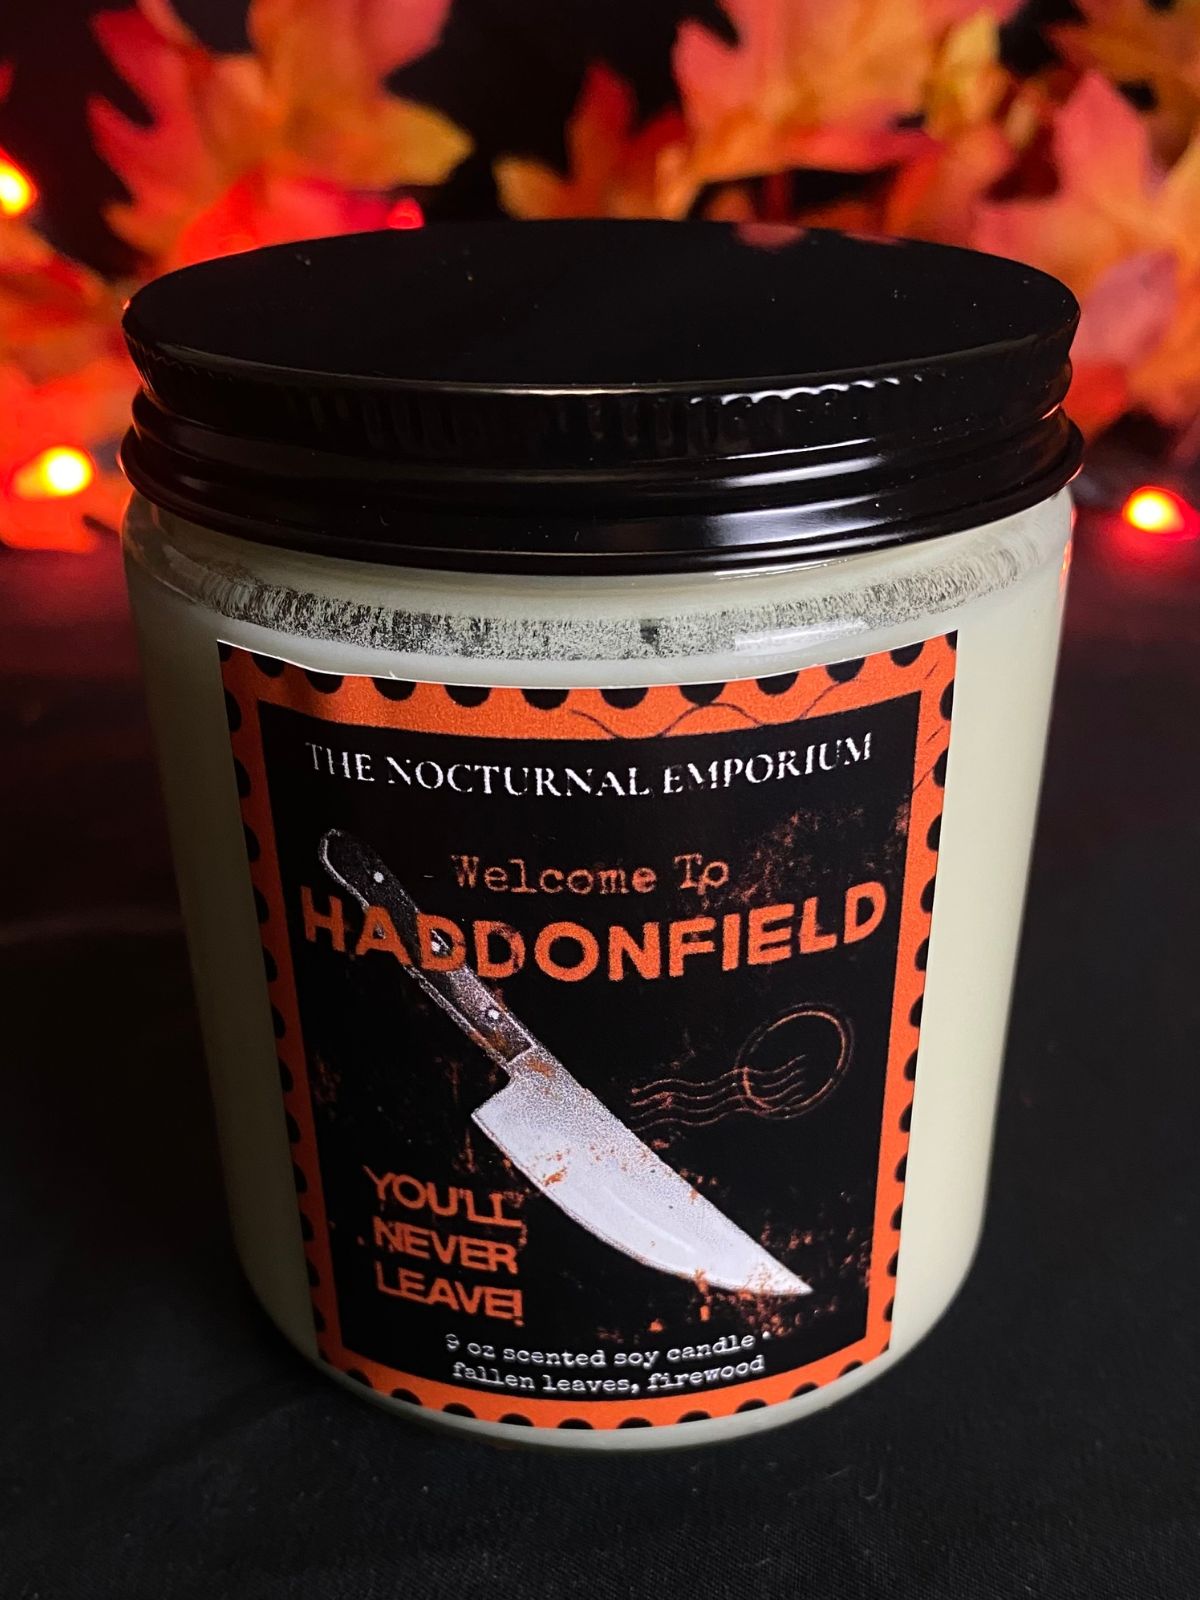 THE NOCTURNAL EMPORIUM
Welcome To
HADDONFIELD
YOU'LL
NEVER
LEAVE!
9 oz scented soy candle
fallen leaves, firewood